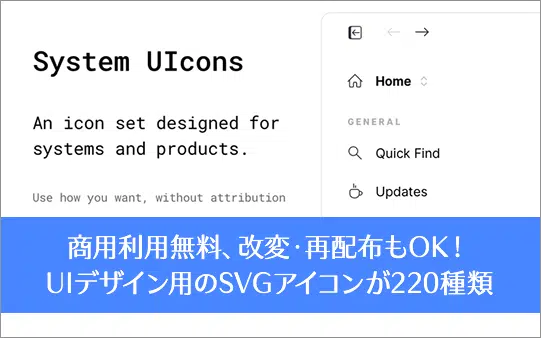 System UIcons
An icon set designed for
systems and products.
Use how you want, without attribution
Home
GENERAL
Quick Find
Updates
商用利用無料、改変·再配布もOK！
UIデザイン用のSVGアイコンが220種類